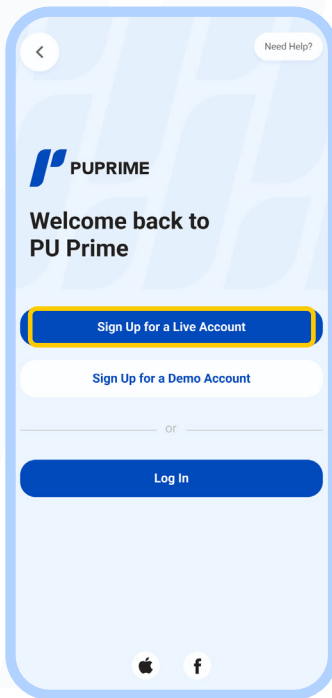 Need Help?
PUPRIME
Welcome back to
PU Prime
Sign Up for a Live Account
Sign Up for a Demo Account
or
Log In